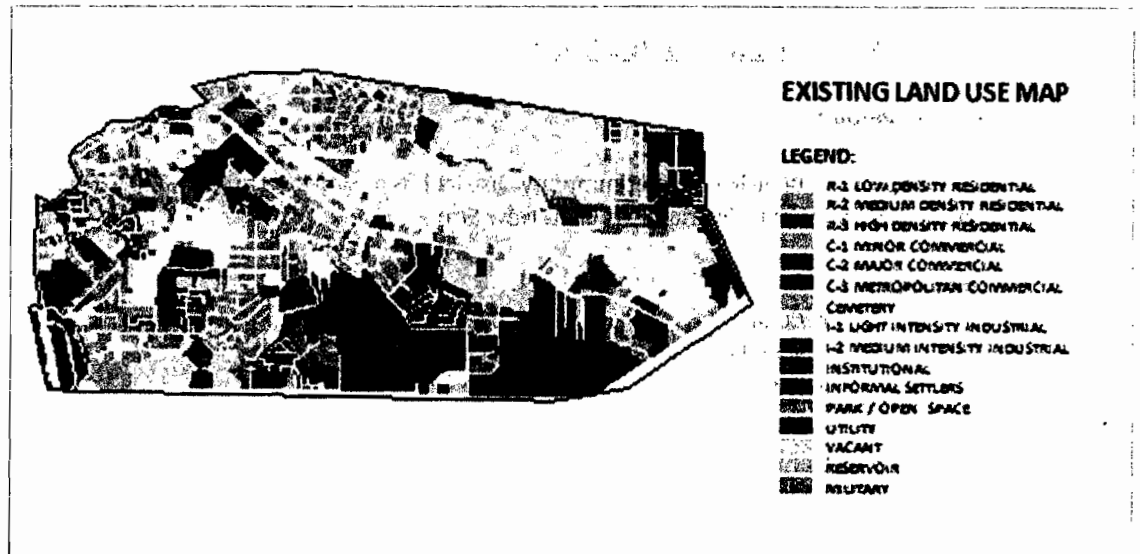 EXISTING LAND USE MAP
LEGEND:
R-1 LOW DENSITY RESIDENTIAL
R-2 MEDIUM DENSITY RESIDENTIAL
R-3 HIGH DENSITY RESIDENTIAL
C-1 MINOR COMMERCIAL
C-2 MAJOR COMMERCIAL
C-3 METROPOLITAN COMMERCIAL
CEMETERY
I-1 LIGHT INTENSITY INDUSTRIAL
I-2 MEDIUM INTENSITY INDUSTRIAL
INSTITUTIONAL
INFORMAL SETTLERS
PARK / OPEN SPACE
UTILITY
VACANT
RESERVOIR
MILITARY